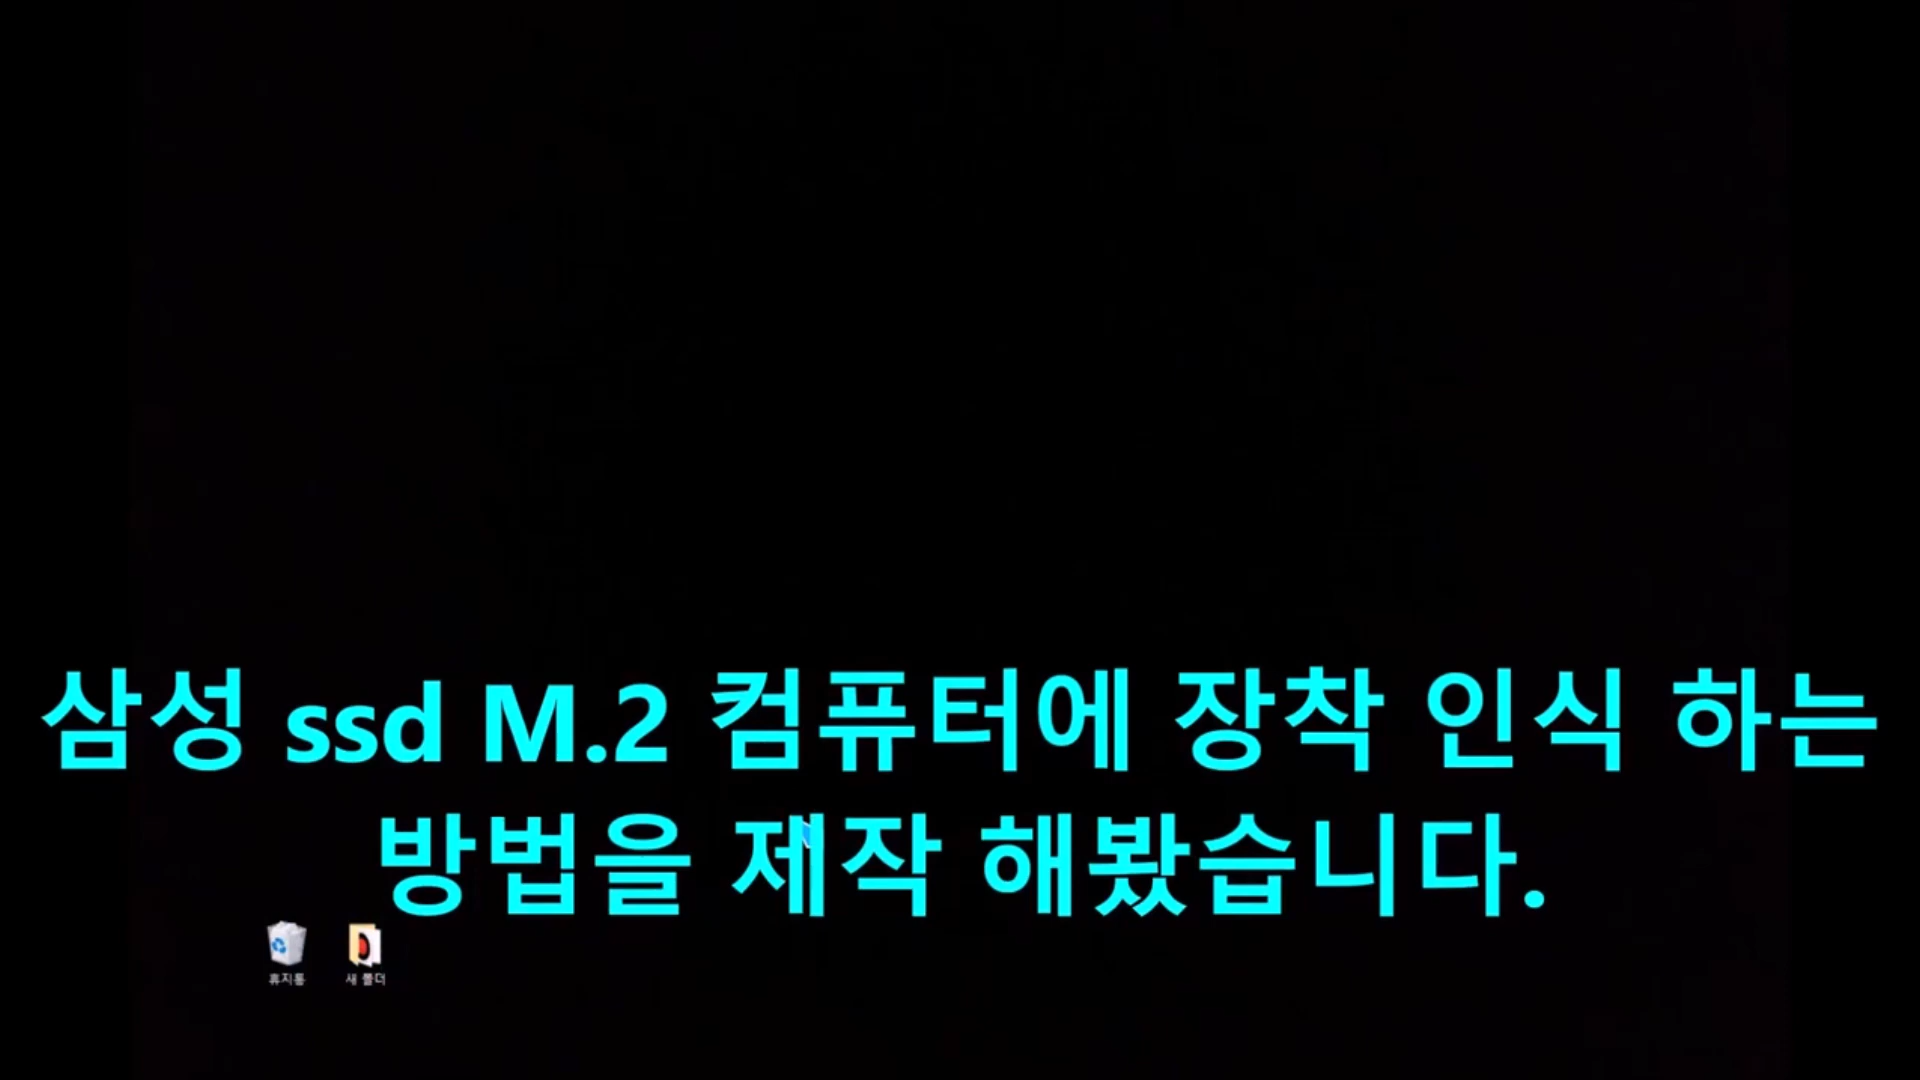 삼성 ssd M.2 컴퓨터에 장착 인식 하는
방법을 제작 해봤습니다.
휴지통
새 폴더